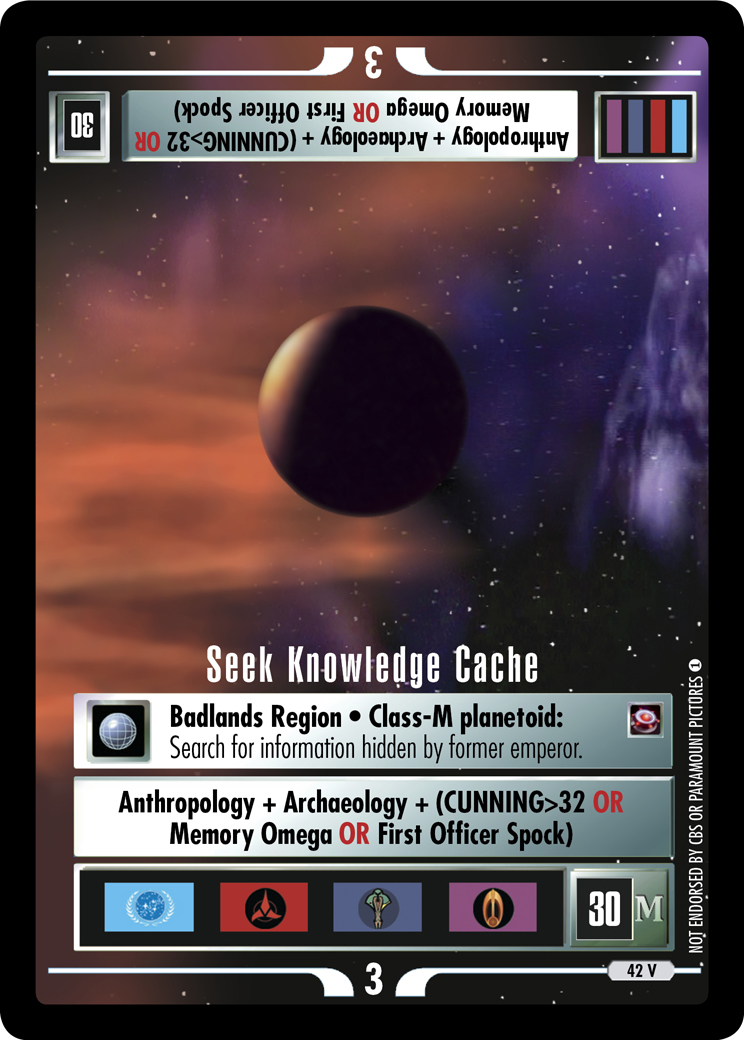 3
30
Anthropology + Archaeology + (CUNNING>32 OR
Memory Omega OR First Officer Spock)
Seek Knowledge Cache
Badlands Region • Class-M planetoid:
Search for information hidden by former emperor.
Anthropology + Archaeology + (CUNNING>32 OR
Memory Omega OR First Officer Spock)
30 M
3
42 V
NOT ENDORSED BY CBS OR PARAMOUNT PICTURES 1